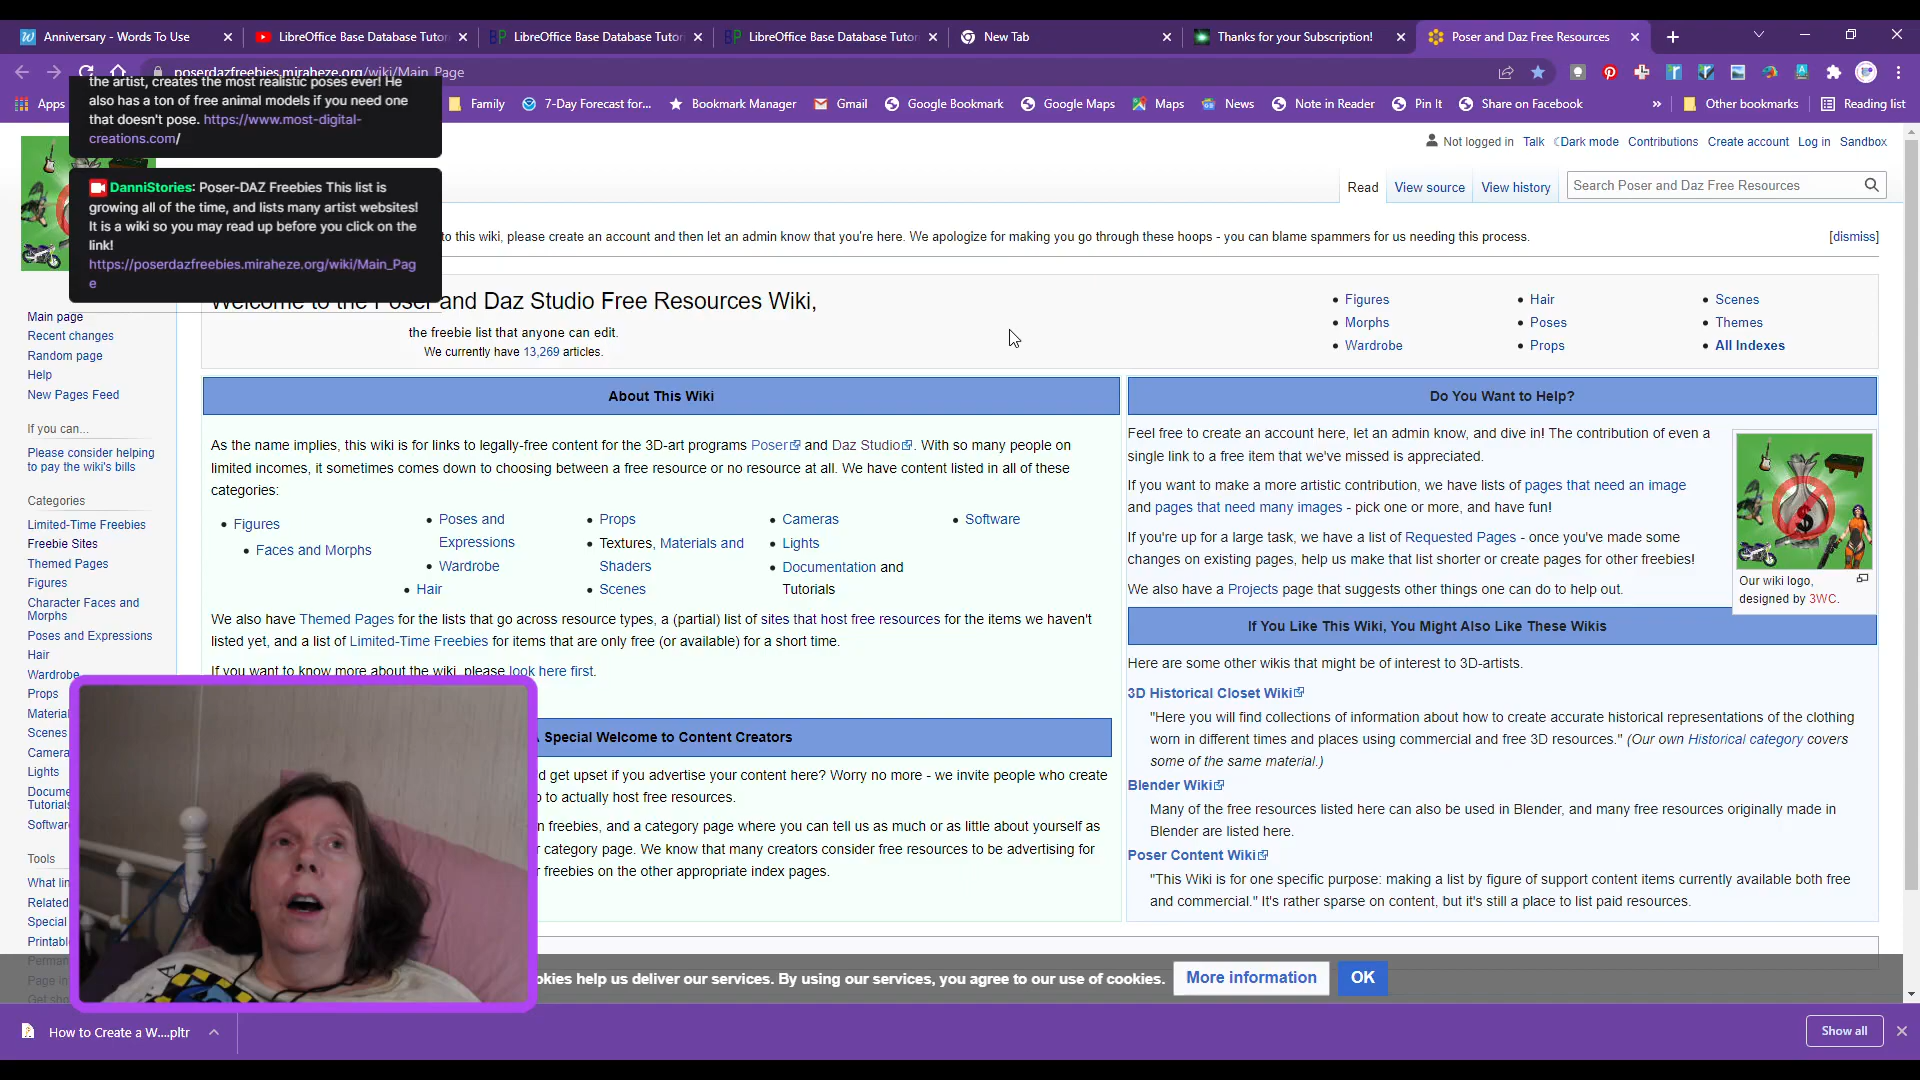 Anniversary - Words To Use
LibreOffice Base Database Tutor
LibreOffice Base Database Tutor
LibreOffice Base Database Tutor
New Tab
Thanks for your Subscription!
Poser and Daz Free Resources
poserdazfreebies.miraheze.org/wiki/Main_Page
Apps
Family
7-Day Forecast for...
Bookmark Manager
Gmail
Google Bookmark
Google Maps
Maps
News
Note in Reader
Pin It
Share on Facebook
»
Other bookmarks
Reading list
the artist, creates the most realistic poses ever! He
also has a ton of free animal models if you need one
that doesn't pose. https://www.most-digital-
creations.com/
DanniStories: Poser-DAZ Freebies This list is
growing all of the time, and lists many artist websites!
It is a wiki so you may read up before you click on the
link!
https://poserdazfreebies.miraheze.org/wiki/Main_Pag
e
Not logged in Talk Dark mode Contributions Create account Log in Sandbox
Read View source View history
Search Poser and Daz Free Resources
to this wiki, please create an account and then let an admin know that you're here. We apologize for making you go through these hoops - you can blame spammers for us needing this process.
[dismiss]
Welcome to the Poser and Daz Studio Free Resources Wiki,
the freebie list that anyone can edit.
We currently have 13,269 articles.
Figures
Morphs
Wardrobe
Hair
Poses
Props
Scenes
Themes
All Indexes
Main page
Recent changes
Random page
Help
New Pages Feed
If you can...
Please consider helping
to pay the wiki's bills
Categories
Limited-Time Freebies
Freebie Sites
Themed Pages
Figures
Character Faces and
Morphs
Poses and Expressions
Hair
Wardrobe
Props
Material
Scenes
Camera
Lights
Docume
Tutorials
Softwar
Tools
What lin
Related
Special
Printabl
Perman
Page in
Get sho
About This Wiki
As the name implies, this wiki is for links to legally-free content for the 3D-art programs Poser and Daz Studio. With so many people on
limited incomes, it sometimes comes down to choosing between a free resource or no resource at all. We have content listed in all of these
categories:
Figures
Faces and Morphs
Poses and
Expressions
Wardrobe
Hair
Props
Textures, Materials and
Shaders
Scenes
Cameras
Lights
Documentation and
Tutorials
Software
We also have Themed Pages for the lists that go across resource types, a (partial) list of sites that host free resources for the items we haven't
listed yet, and a list of Limited-Time Freebies for items that are only free (or available) for a short time.
If you want to know more about the wiki, please look here first.
A Special Welcome to Content Creators
d get upset if you advertise your content here? Worry no more - we invite people who create
to actually host free resources.
n freebies, and a category page where you can tell us as much or as little about yourself as
category page. We know that many creators consider free resources to be advertising for
freebies on the other appropriate index pages.
Do You Want to Help?
Feel free to create an account here, let an admin know, and dive in! The contribution of even a
single link to a free item that we've missed is appreciated.
If you want to make a more artistic contribution, we have lists of pages that need an image
and pages that need many images - pick one or more, and have fun!
If you're up for a large task, we have a list of Requested Pages - once you've made some
changes on existing pages, help us make that list shorter or create pages for other freebies!
We also have a Projects page that suggests other things one can do to help out.
$
Our wiki logo,
designed by 3WC.
If You Like This Wiki, You Might Also Like These Wikis
Here are some other wikis that might be of interest to 3D-artists.
3D Historical Closet Wiki
"Here you will find collections of information about how to create accurate historical representations of the clothing
worn in different times and places using commercial and free 3D resources." (Our own Historical category covers
some of the same material.)
Blender Wiki
Many of the free resources listed here can also be used in Blender, and many free resources originally made in
Blender are listed here.
Poser Content Wiki
"This Wiki is for one specific purpose: making a list by figure of support content items currently available both free
and commercial." It's rather sparse on content, but it's still a place to list paid resources.
okies help us deliver our services. By using our services, you agree to our use of cookies.
More information
OK
How to Create a W....pltr
Show all